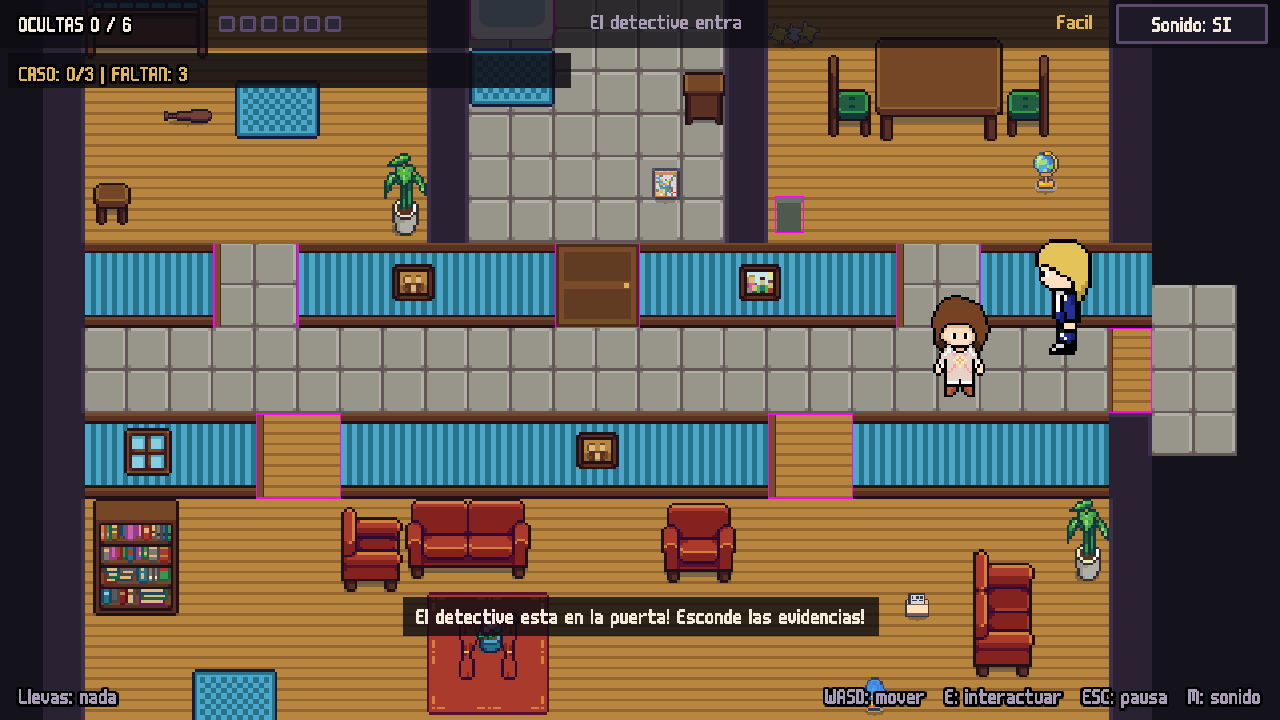 OCULTAS 0 / 6
El detective entra
Facil
Sonido: SI
CASO: 0/3 | FALTAN: 3
El detective esta en la puerta! Esconde las evidencias!
Llevas: nada
WASD: mover E: interactuar ESC: pausa M: sonido